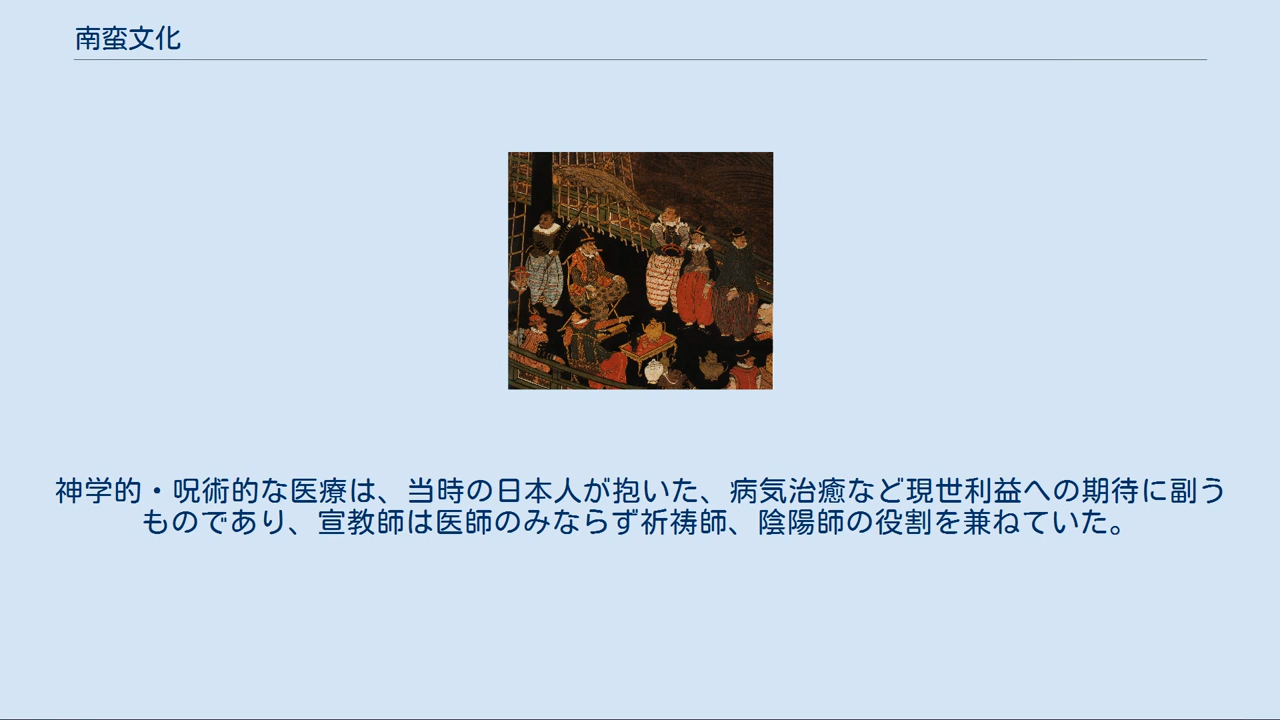 南蛮文化
神学的・呪術的な医療は、当時の日本人が抱いた、病気治癒など現世利益への期待に副う
ものであり、宣教師は医師のみならず祈祷師、陰陽師の役割を兼ねていた。